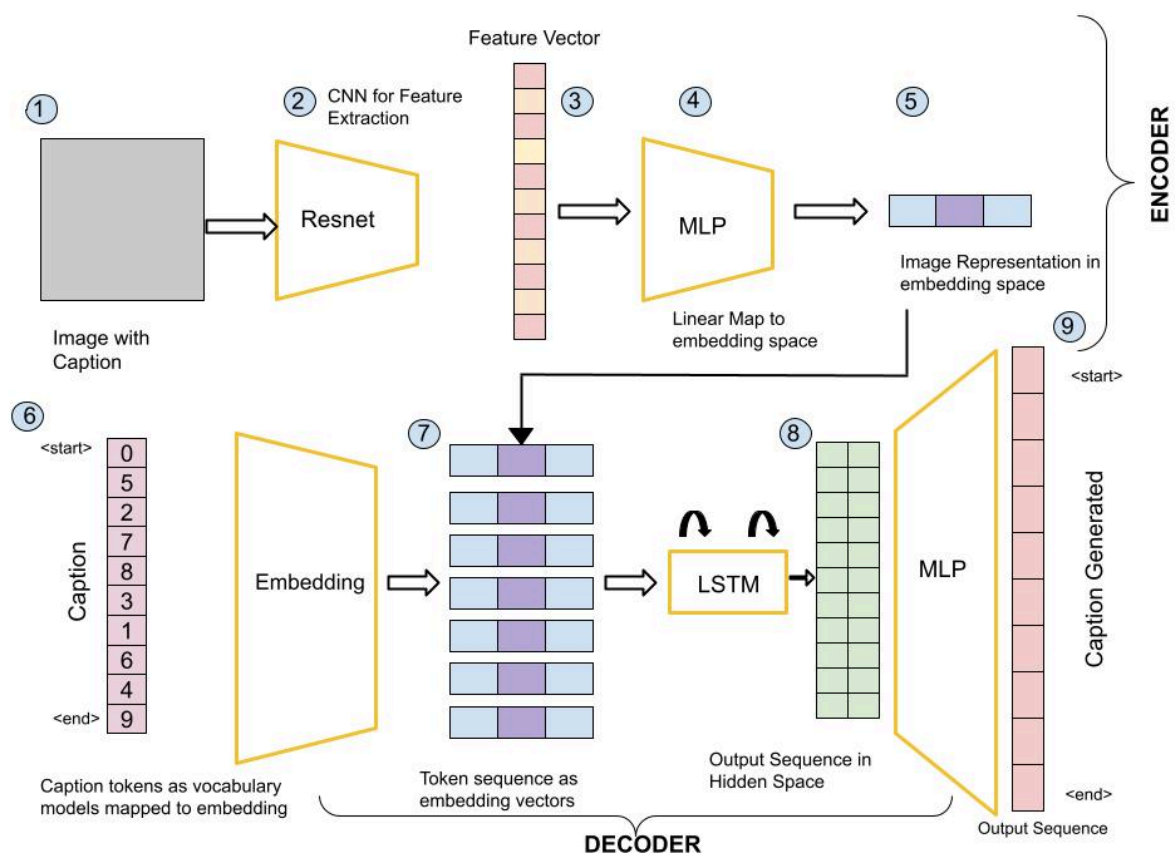 Feature Vector
1
2
CNN for Feature
Extraction
3
4
5
Resnet
MLP
ENCODER
Image with
Caption
Linear Map to
embedding space
Image Representation in
embedding space
6
<start>
Caption
0
5
2
7
8
3
1
6
4
9
<end>
Embedding
7
LSTM
8
MLP
9
<start>
Caption Generated
<end>
Caption tokens as vocabulary
models mapped to embedding
Token sequence as
embedding vectors
Output Sequence in
Hidden Space
Output Sequence
DECODER